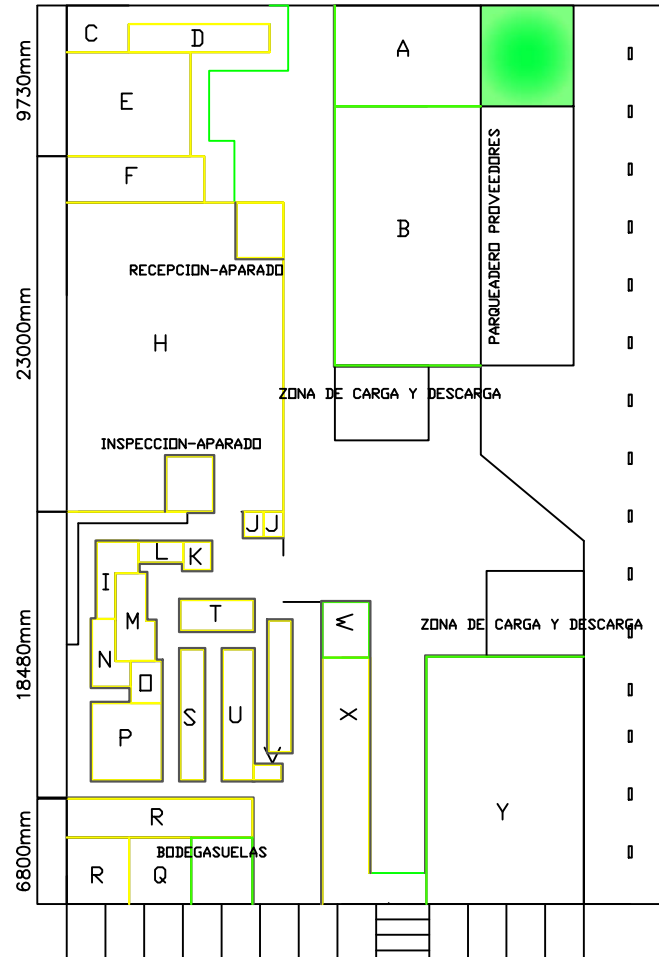 C
D
A
9730mm
E
PARQUEADERO PROVEEDORES
F
B
RECEPCION-APARADO
23000mm
H
ZONA DE CARGA Y DESCARGA
INSPECCION-APARADO
J
J
L
K
I
M
T
W
ZONA DE CARGA Y DESCARGA
18480mm
N
O
P
S
U
X
V
Y
R
6800mm
BODEGASUELAS
R
Q